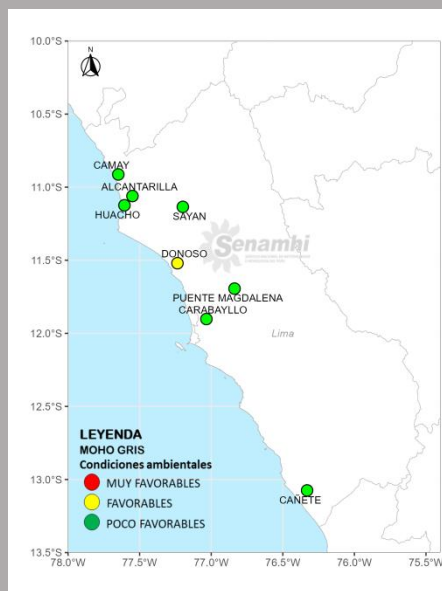 10.0°S
N
10.5°S
CAMAY
11.0°S
ALCANTARILLA
HUACHO
SAYAN
DONOSO
Senamhi
11.5°S
PUENTE MAGDALENA
CARABAYLLO
12.0°S
Lima
12.5°S
LEYENDA
MOHO GRIS
Condiciones ambientales
MUY FAVORABLES
FAVORABLES
POCO FAVORABLES
13.0°S
CAÑETE
13.5°S
78.0°W
77.5°W
77.0°W
76.5°W
76.0°W
75.5°W